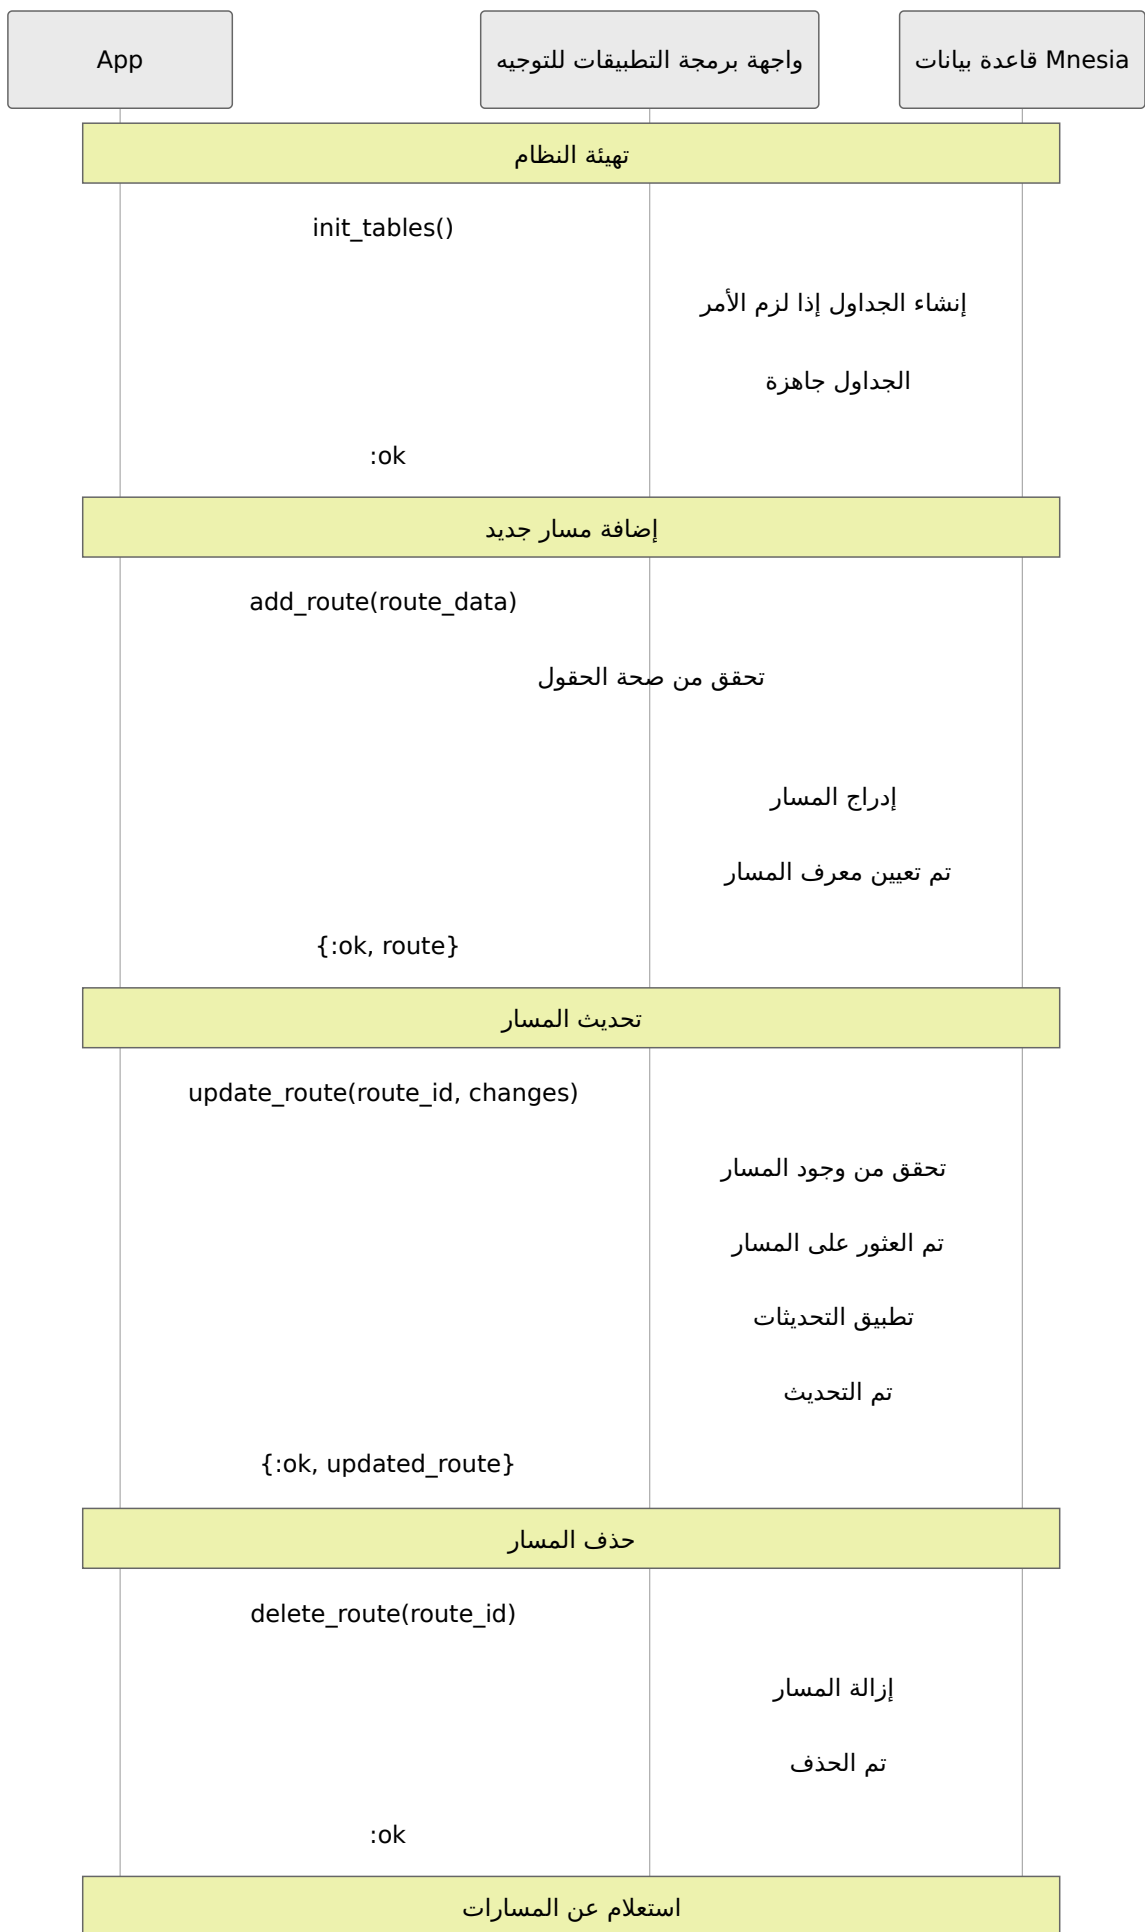 App
واجهة برمجة التطبيقات للتوجيه
قاعدة بيانات Mnesia
تهيئة النظام
init_tables()
إنشاء الجداول إذا لزم الأمر
الجداول جاهزة
:ok
إضافة مسار جديد
add_route(route_data)
تحقق من صحة الحقول
إدراج المسار
تم تعيين معرف المسار
{:ok, route}
تحديث المسار
update_route(route_id, changes)
تحقق من وجود المسار
تم العثور على المسار
تطبيق التحديثات
تم التحديث
{:ok, updated_route}
حذف المسار
delete_route(route_id)
إزالة المسار
تم الحذف
:ok
استعلام عن المسارات